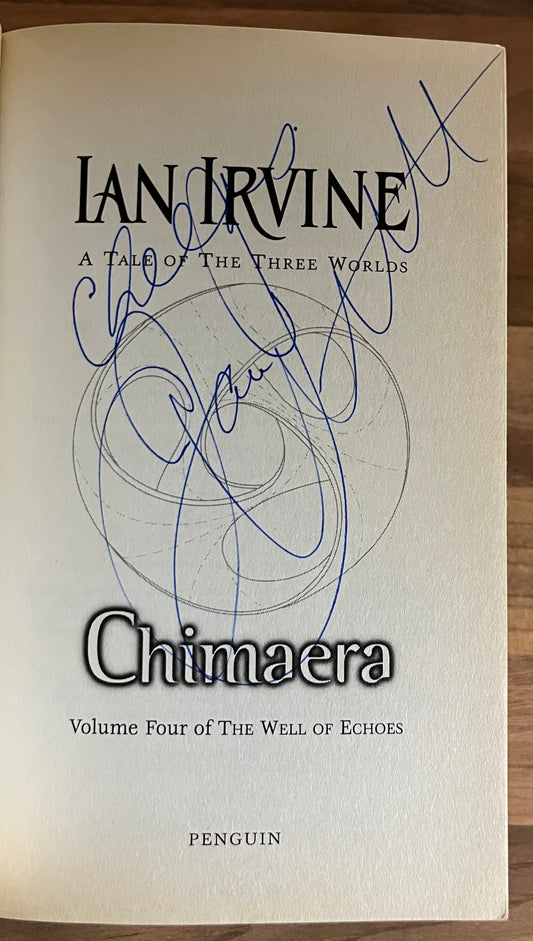 IAN IRVINE
A TALE OF THE THREE WORLDS
Chimaera
Volume Four of THE WELL OF ECHOES
PENGUIN